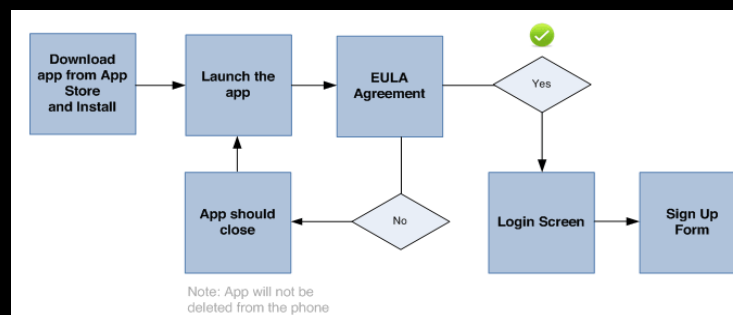 Download
app from App
Store
and Install
Launch the
app
EULA
Agreement
Yes
App should
close
No
Login Screen
Sign Up
Form
Note: App will not be
deleted from the phone